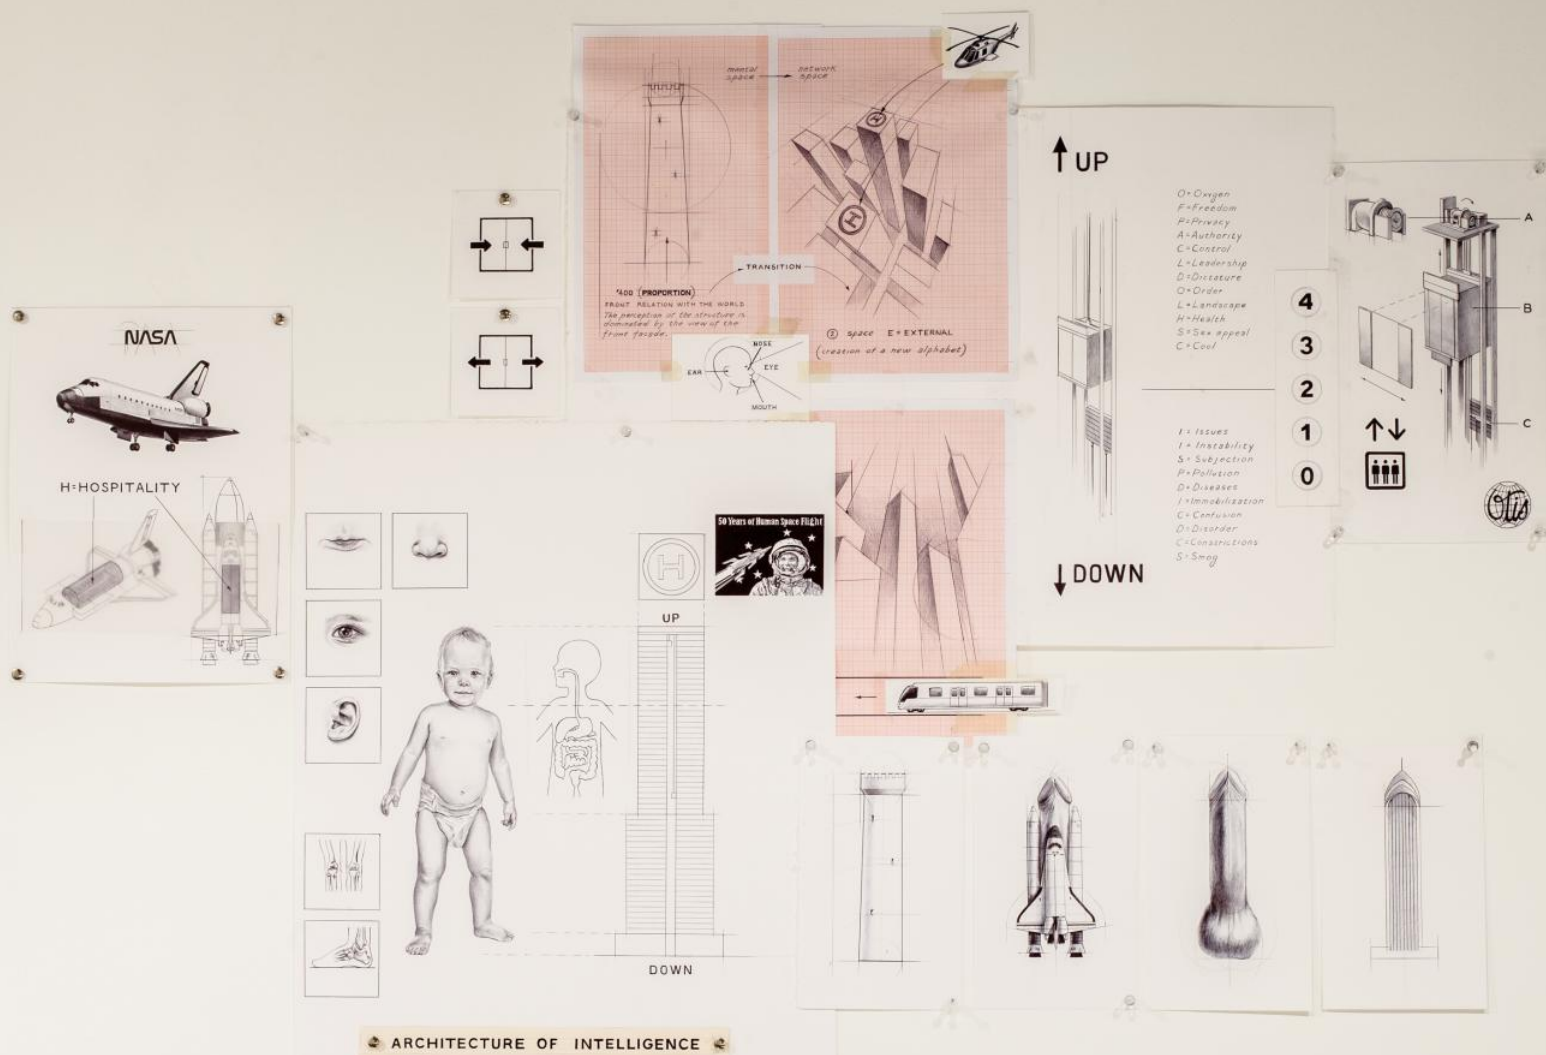 NASA
H=HOSPITALITY
mental space
network space
TRANSITION
1400 (PROPORTION)
FRONT RELATION WITH THE WORLD
The perception of the structure is
dominated by the view of the
front facade.
H
H
② space E = EXTERNAL
(creation of a new alphabet)
NOSE
EAR
EYE
MOUTH
UP
O = Oxygen
F = Freedom
P = Privacy
A = Authority
C = Control
L = Leadership
D = Dictature
O = Order
L = Landscape
H = Health
S = Sex appeal
C = Cool
I = Issues
I = Instability
S = Subjection
P = Pollution
D = Diseases
I = Immobilization
C = Confusion
D = Disorder
C = Constrictions
S = Smog
DOWN
4
3
2
1
0
A
B
C
Otis
50 Years of Human Space Flight
H
UP
DOWN
ARCHITECTURE OF INTELLIGENCE